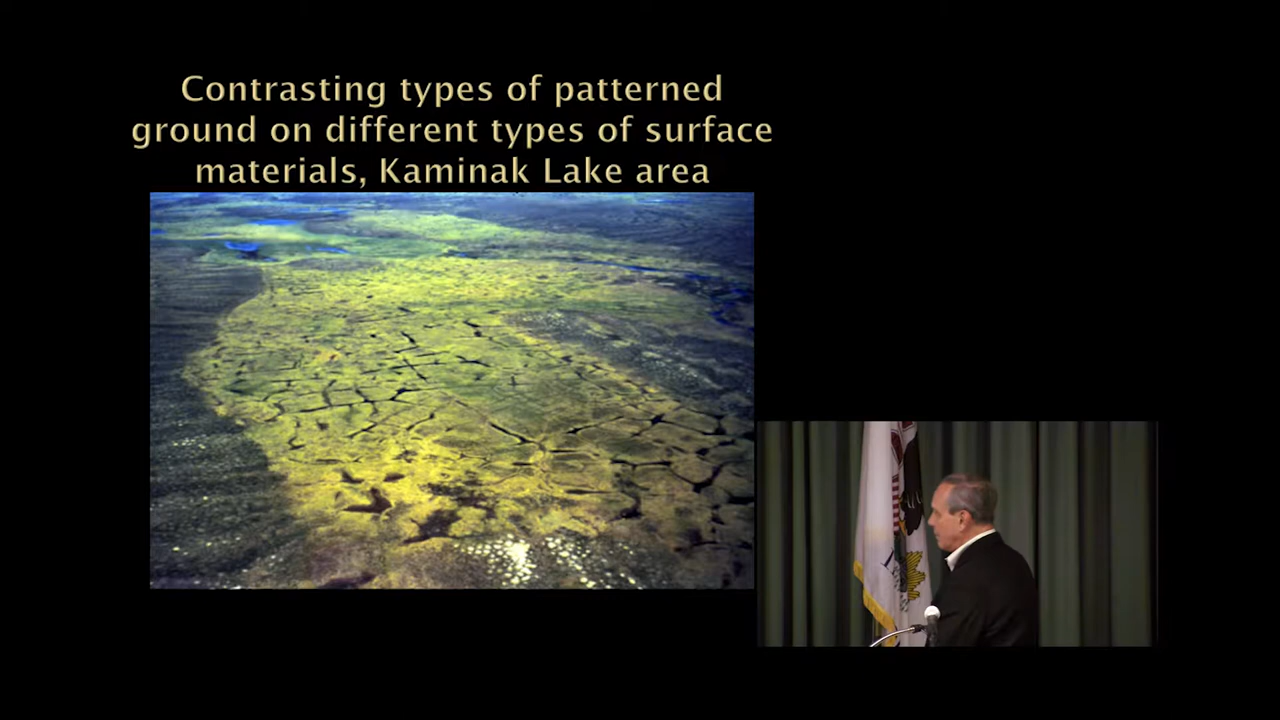 Contrasting types of patterned
ground on different types of surface
materials, Kaminak Lake area